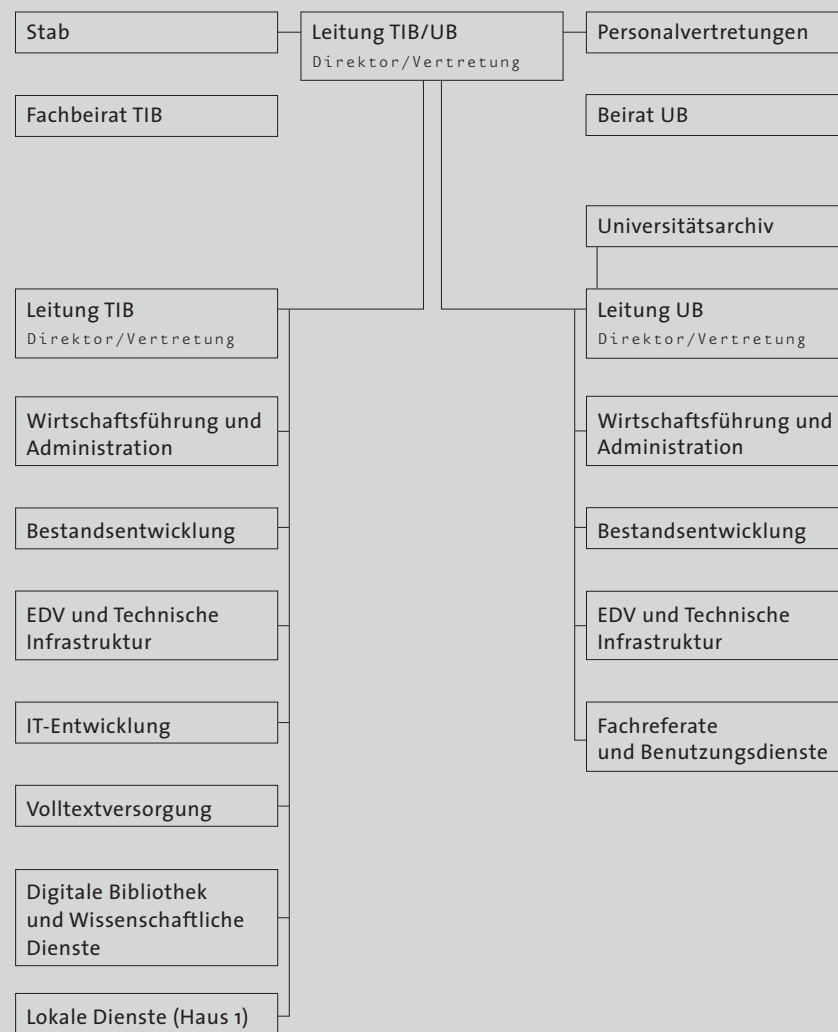 Stab
Leitung TIB/UB
Direktor/Vertretung
Personalvertretungen
Fachbeirat TIB
Beirat UB
Universitätsarchiv
Leitung TIB
Direktor/Vertretung
Leitung UB
Direktor/Vertretung
Wirtschaftsführung und
Administration
Wirtschaftsführung und
Administration
Bestandsentwicklung
Bestandsentwicklung
EDV und Technische
Infrastruktur
EDV und Technische
Infrastruktur
IT-Entwicklung
Fachreferate
und Benutzungsdienste
Volltextversorgung
Digitale Bibliothek
und Wissenschaftliche
Dienste
Lokale Dienste (Haus 1)